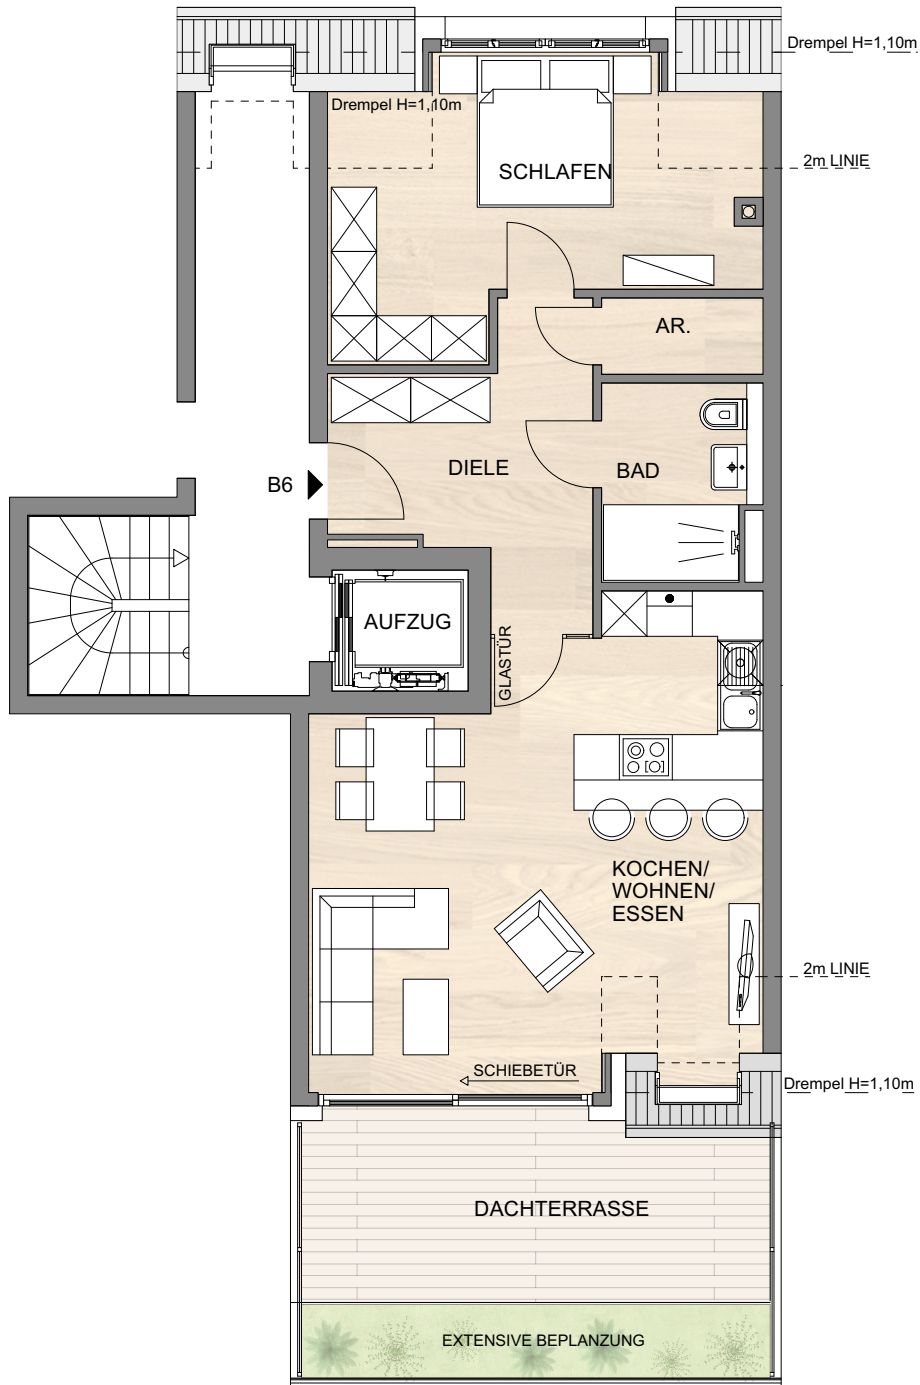 Drempel H=1,10m
Drempel H=1,10m
2m LINIE
SCHLAFEN
AR.
DIELE
BAD
B6
AUFZUG
GLASTÜR
KOCHEN/
WOHNEN/
ESSEN
2m LINIE
SCHIEBETÜR
Drempel H=1,10m
DACHTERRASSE
EXTENSIVE BEPLANZUNG